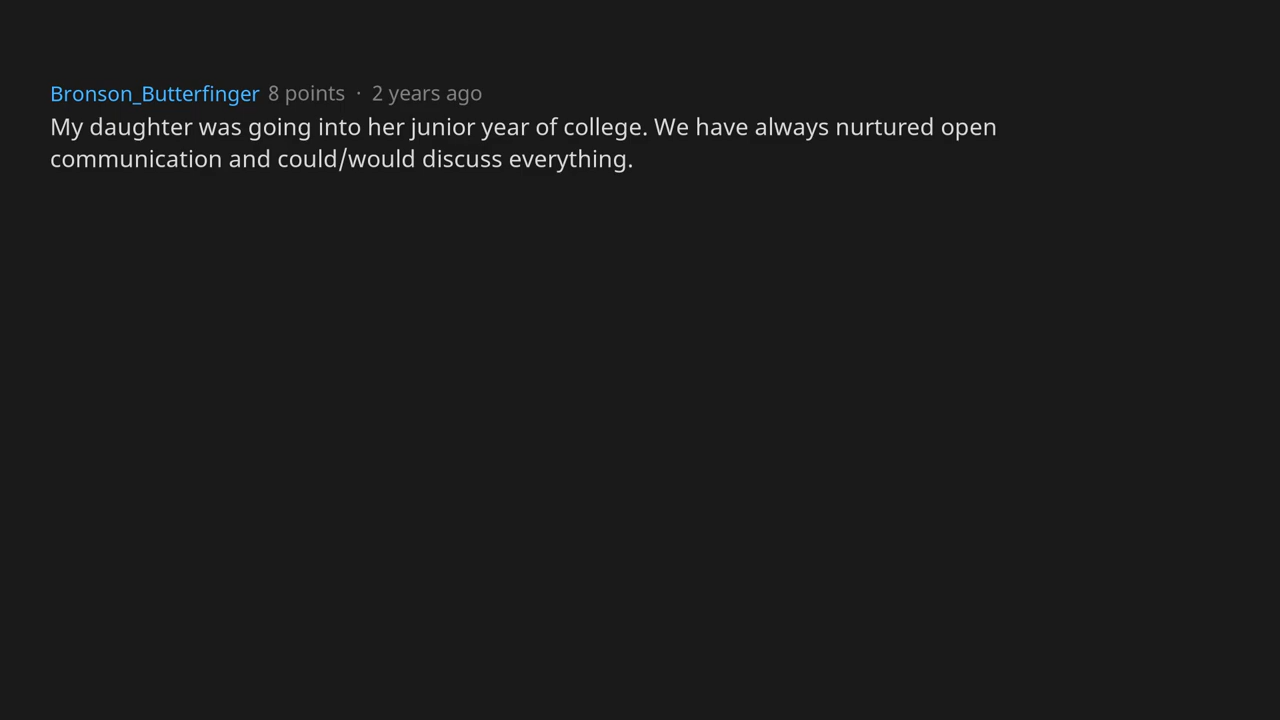 Bronson_Butterfinger 8 points · 2 years ago
My daughter was going into her junior year of college. We have always nurtured open
communication and could/would discuss everything.